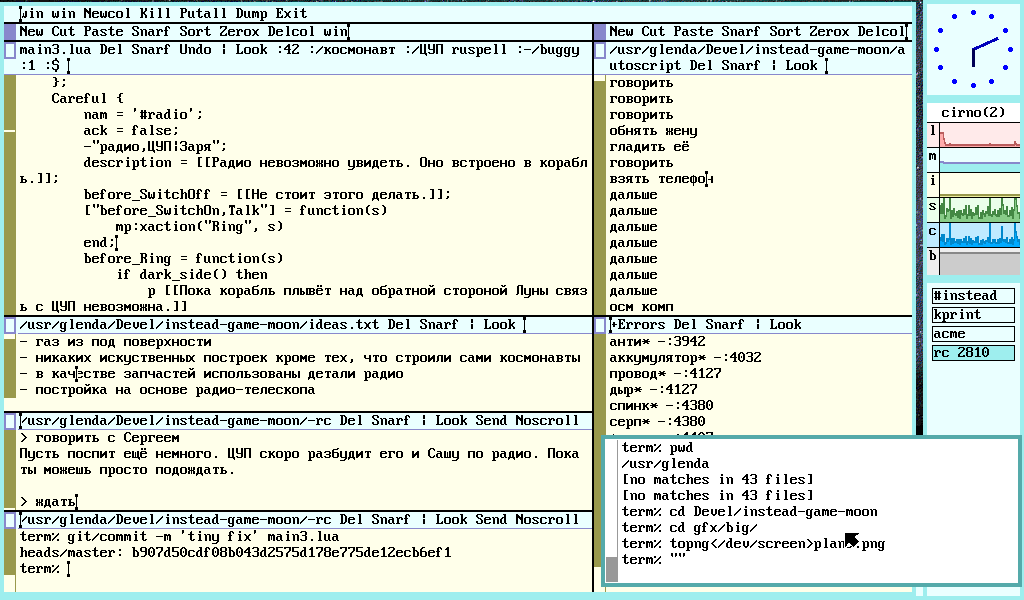 win win Newcol Kill Putall Dump Exit
New Cut Paste Snarf Sort Zerox Delcol win
main3.lua Del Snarf Undo ¦ Look :42 :/космонавт :/ЦУП ruspell :-/buggy
:1 :$
};
Careful {
nam = '#radio';
ack = false;
-"радио,ЦУП¦Заря";
description = [[Радио невозможно увидеть. Оно встроено в корабл
ь.]];
before_SwitchOff = [[Не стоит этого делать.]];
["before_SwitchOn,Talk"] = function(s)
mp:xaction("Ring", s)
end;
before_Ring = function(s)
if dark_side() then
p [[Пока корабль плывёт над обратной стороной Луны связ
ь с ЦУП невозможна.]]
/usr/glenda/Devel/instead-game-moon/ideas.txt Del Snarf ¦ Look
- газ из под поверхности
- никаких искуственных построек кроме тех, что строили сами космонавты
- в качестве запчастей использованы детали радио
- постройка на основе радио-телескопа
/usr/glenda/Devel/instead-game-moon/-rc Del Snarf ¦ Look Send Noscroll
> говорить с Сергеем
Пусть поспит ещё немного. ЦУП скоро разбудит его и Сашу по радио. Пока
ты можешь просто подождать.
> ждать
/usr/glenda/Devel/instead-game-moon/-rc Del Snarf ¦ Look Send Noscroll
term% git/commit -m 'tiny fix' main3.lua
heads/master: b907d50cdf08b043d2575d178e775de12ecb6ef1
term%
New Cut Paste Snarf Sort Zerox Delcol
/usr/glenda/Devel/instead-game-moon/a
utoscript Del Snarf ¦ Look
говорить
говорить
говорить
обнять жену
гладить её
говорить
взять телефон
дальше
дальше
дальше
дальше
дальше
дальше
дальше
осм комп
+Errors Del Snarf ¦ Look
анти* -:3942
аккумулятор* -:4032
провод* -:4127
дыр* -:4127
спинк* -:4380
серп* -:4380
term% pwd
/usr/glenda
[no matches in 43 files]
[no matches in 43 files]
term% cd Devel/instead-game-moon
term% cd gfx/big/
term% topng</dev/screen>plan9.png
term% ""
cirno(2)
l
m
i
s
c
b
#instead
kprint
acme
rc 2810